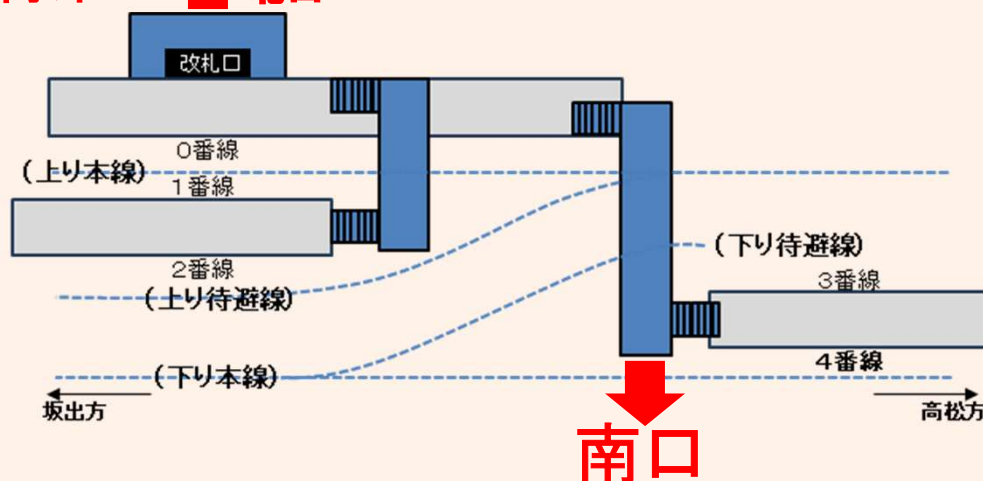 改札口
0番線
(上り本線)
1番線
(下り待避線)
2番線
(上り待避線)
3番線
4番線
(下り本線)
坂出方
高松方
南口